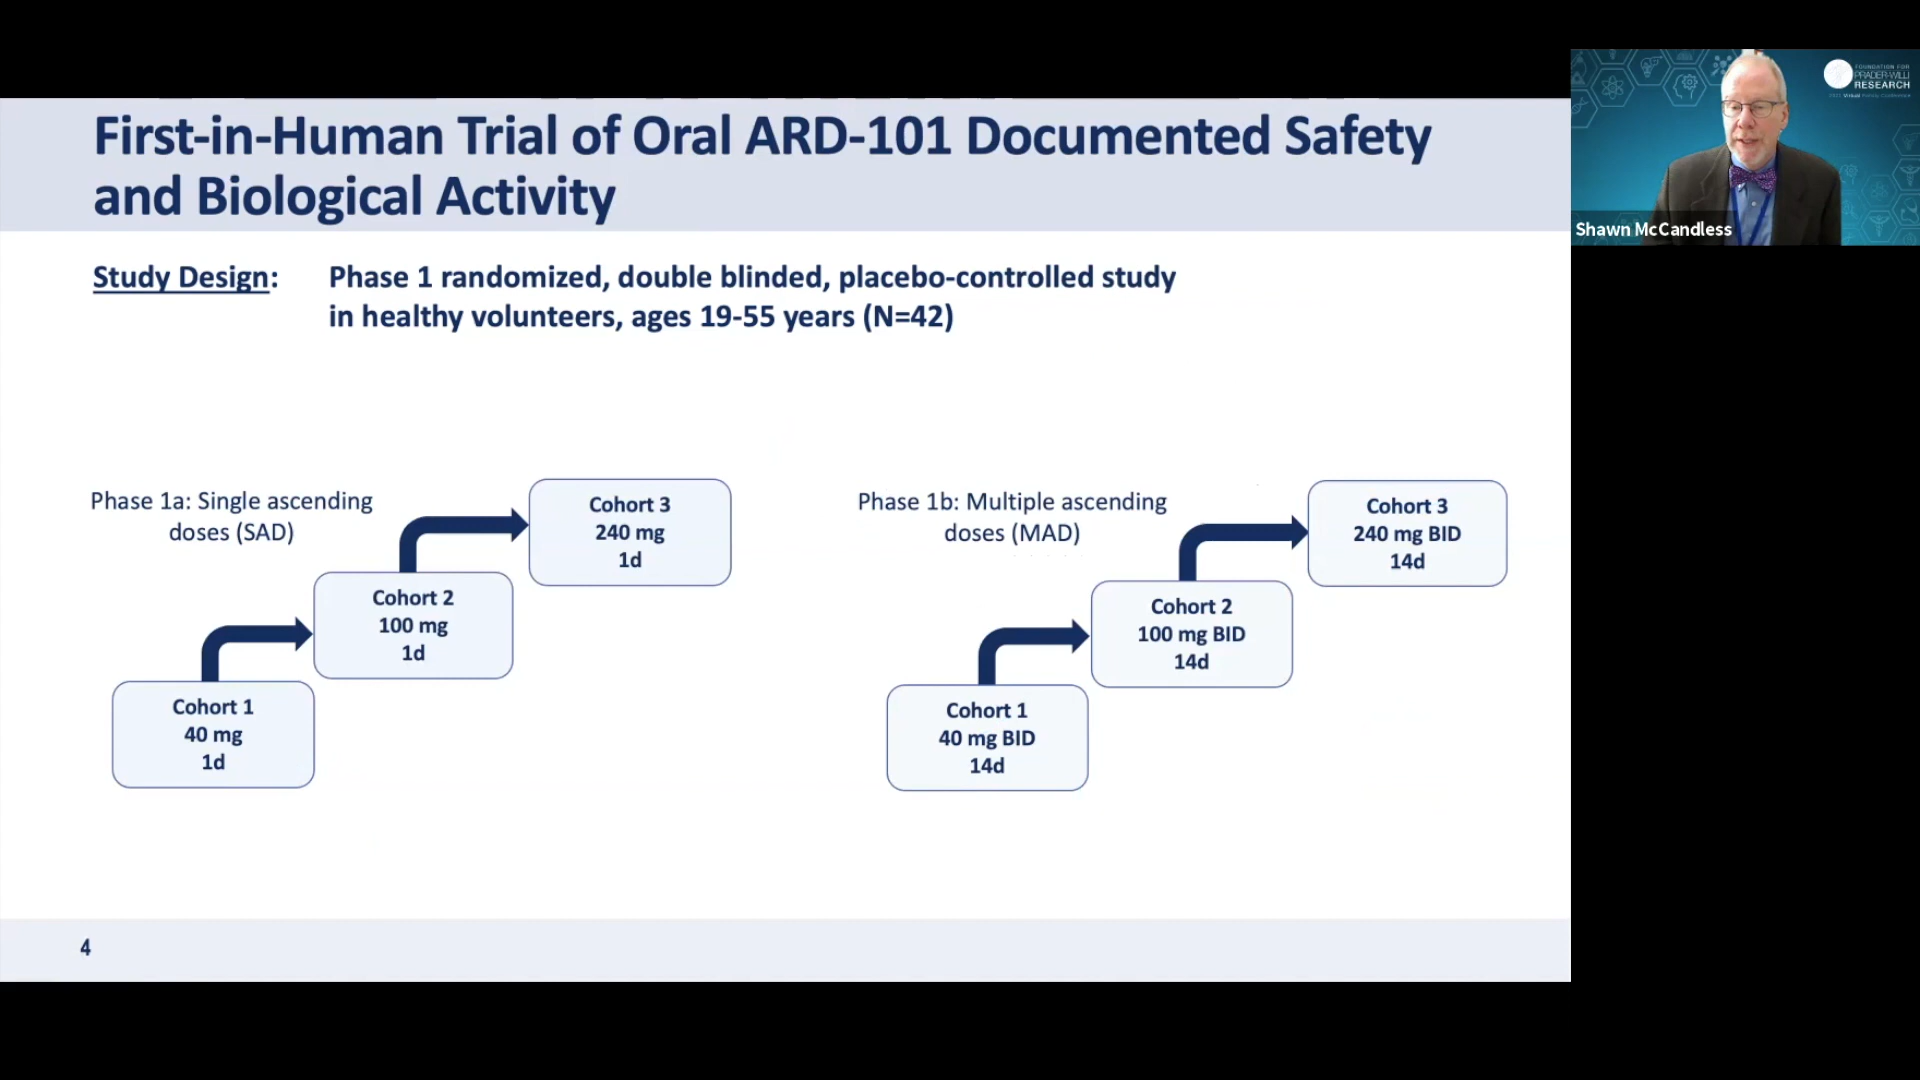 First-in-Human Trial of Oral ARD-101 Documented Safety
and Biological Activity
Study Design: Phase 1 randomized, double blinded, placebo-controlled study
in healthy volunteers, ages 19-55 years (N=42)
Phase 1a: Single ascending
doses (SAD)
Cohort 3
240 mg
1d
Cohort 2
100 mg
1d
Cohort 1
40 mg
1d
Phase 1b: Multiple ascending
doses (MAD)
Cohort 3
240 mg BID
14d
Cohort 2
100 mg BID
14d
Cohort 1
40 mg BID
14d
4
FOUNDATION FOR
PRADER-WILLI
RESEARCH
Shawn McCandless